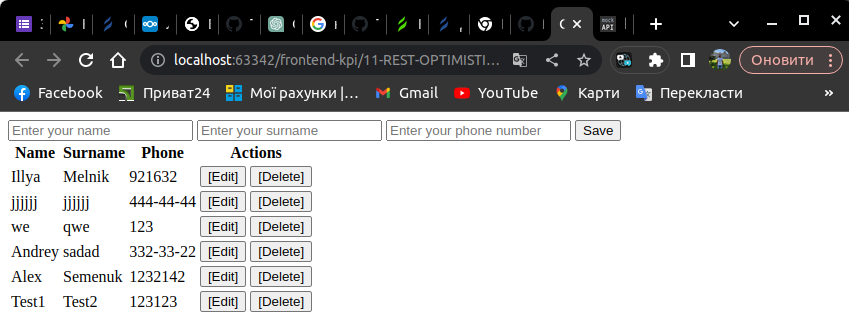 localhost:63342/frontend-kpi/11-REST-OPTIMISTI... Оновити
Facebook Приват24 Мої рахунки |... Gmail YouTube Карти Перекласти »
Enter your name Enter your surname Enter your phone number Save
Name Surname Phone Actions
Illya Melnik 921632 [Edit] [Delete]
jjjjjj jjjjjj 444-44-44 [Edit] [Delete]
we qwe 123 [Edit] [Delete]
Andrey sadad 332-33-22 [Edit] [Delete]
Alex Semenuk 1232142 [Edit] [Delete]
Test1 Test2 123123 [Edit] [Delete]